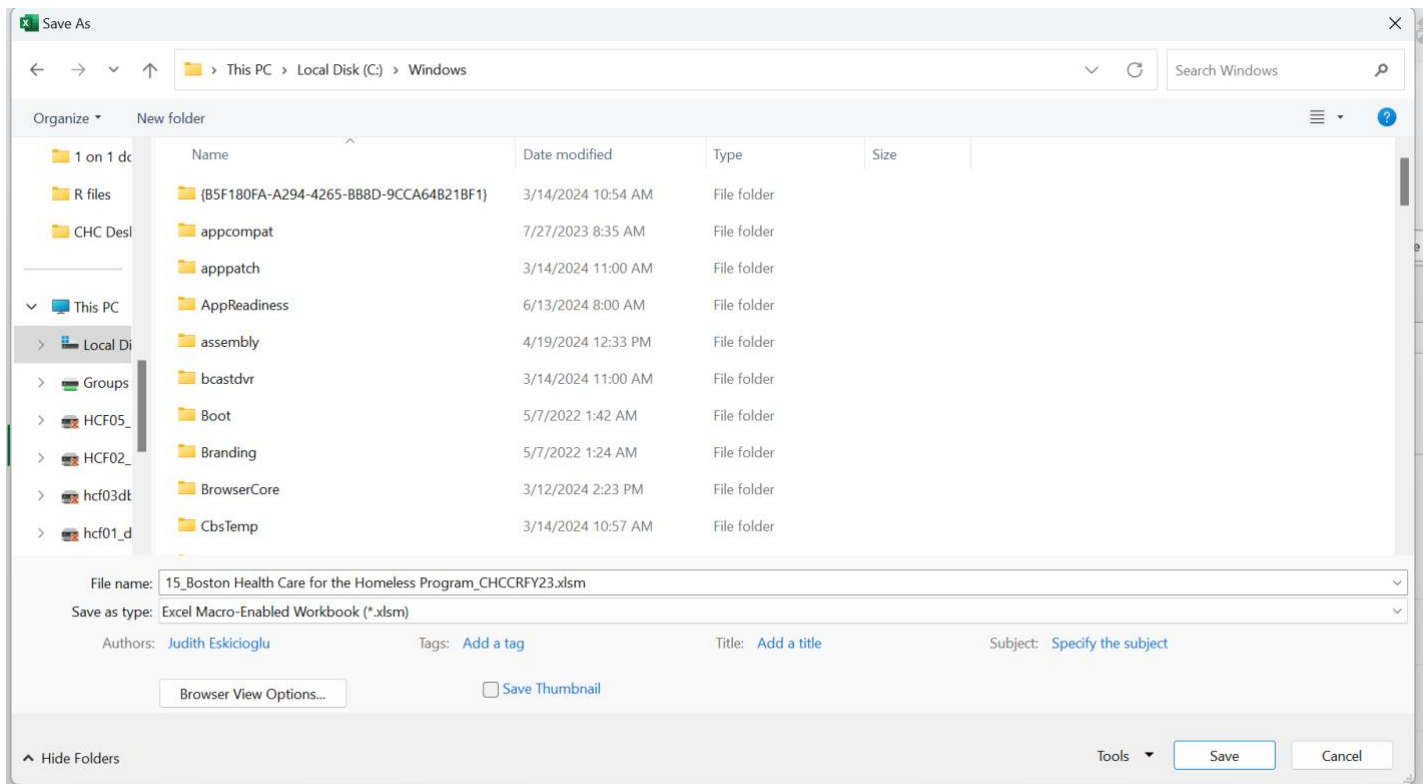 Save As
This PC > Local Disk (C:) > Windows
Search Windows
Organize
New folder
Name Date modified Type Size
1 on 1 dc
R files
CHC Desl
This PC
Local Di
Groups
HCF05_
HCF02_
hcf03dt
hcf01_d
{B5F180FA-A294-4265-BB8D-9CCA64B21BF1} 3/14/2024 10:54 AM File folder
appcompat 7/27/2023 8:35 AM File folder
apppatch 3/14/2024 11:00 AM File folder
AppReadiness 6/13/2024 8:00 AM File folder
assembly 4/19/2024 12:33 PM File folder
bcastdvr 3/14/2024 11:00 AM File folder
Boot 5/7/2022 1:42 AM File folder
Branding 5/7/2022 1:24 AM File folder
BrowserCore 3/12/2024 2:23 PM File folder
CbsTemp 3/14/2024 10:57 AM File folder
File name: 15_Boston Health Care for the Homeless Program_CHCCRFY23.xlsm
Save as type: Excel Macro-Enabled Workbook (*.xlsm)
Authors: Judith Eskicioglu Tags: Add a tag Title: Add a title Subject: Specify the subject
Browser View Options...
Save Thumbnail
Hide Folders
Tools
Save
Cancel